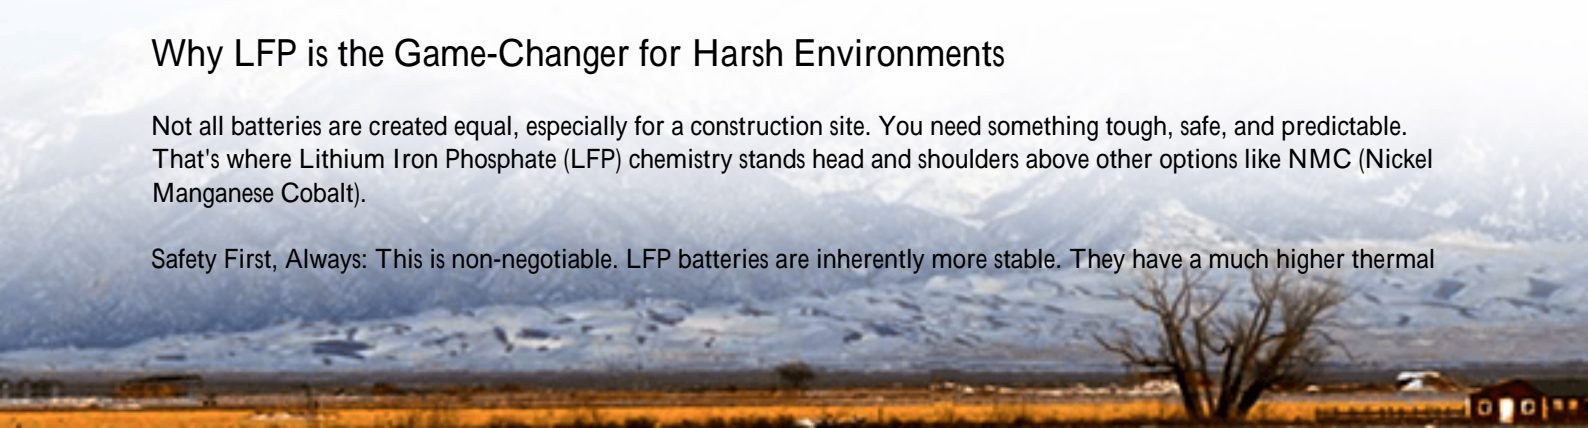 Why LFP is the Game-Changer for Harsh Environments
Not all batteries are created equal, especially for a construction site. You need something tough, safe, and predictable.
That's where Lithium Iron Phosphate (LFP) chemistry stands head and shoulders above other options like NMC (Nickel
Manganese Cobalt).
Safety First, Always: This is non-negotiable. LFP batteries are inherently more stable. They have a much higher thermal